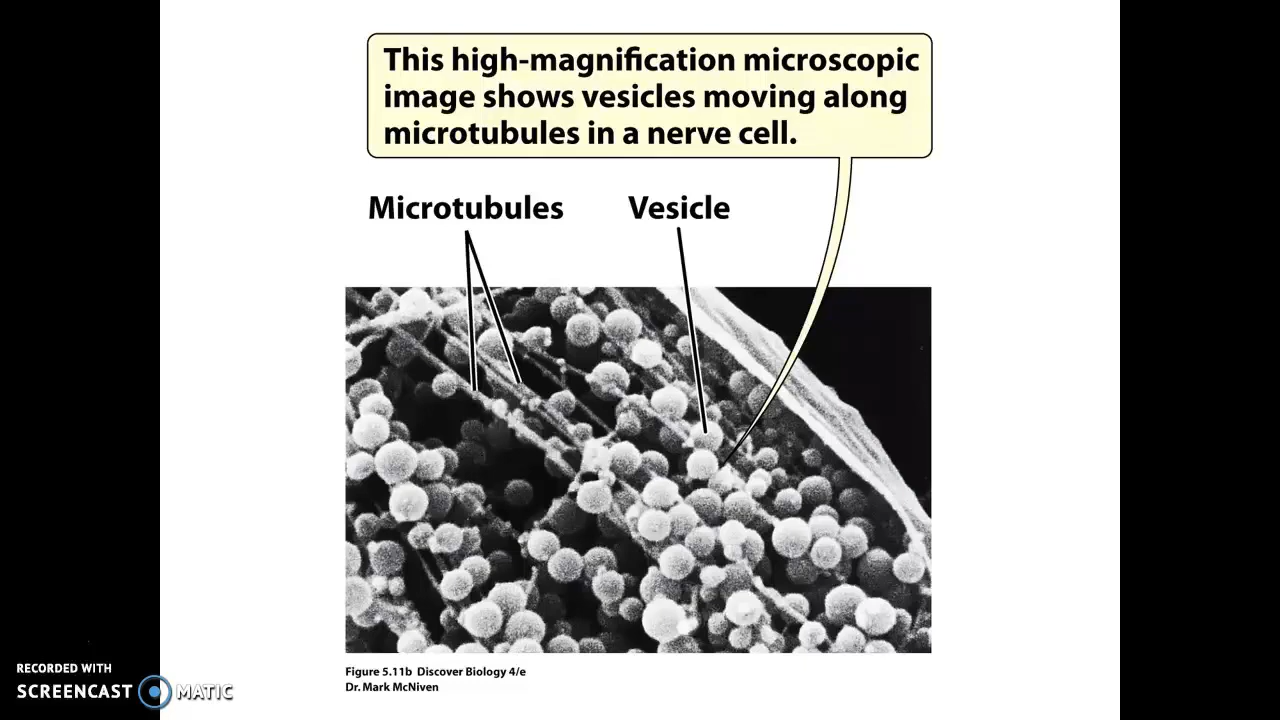 This high-magnification microscopic
image shows vesicles moving along
microtubules in a nerve cell.
Microtubules Vesicle
Figure 5.11b Discover Biology 4/e
Dr. Mark McNiven
RECORDED WITH
SCREENCAST MATIC